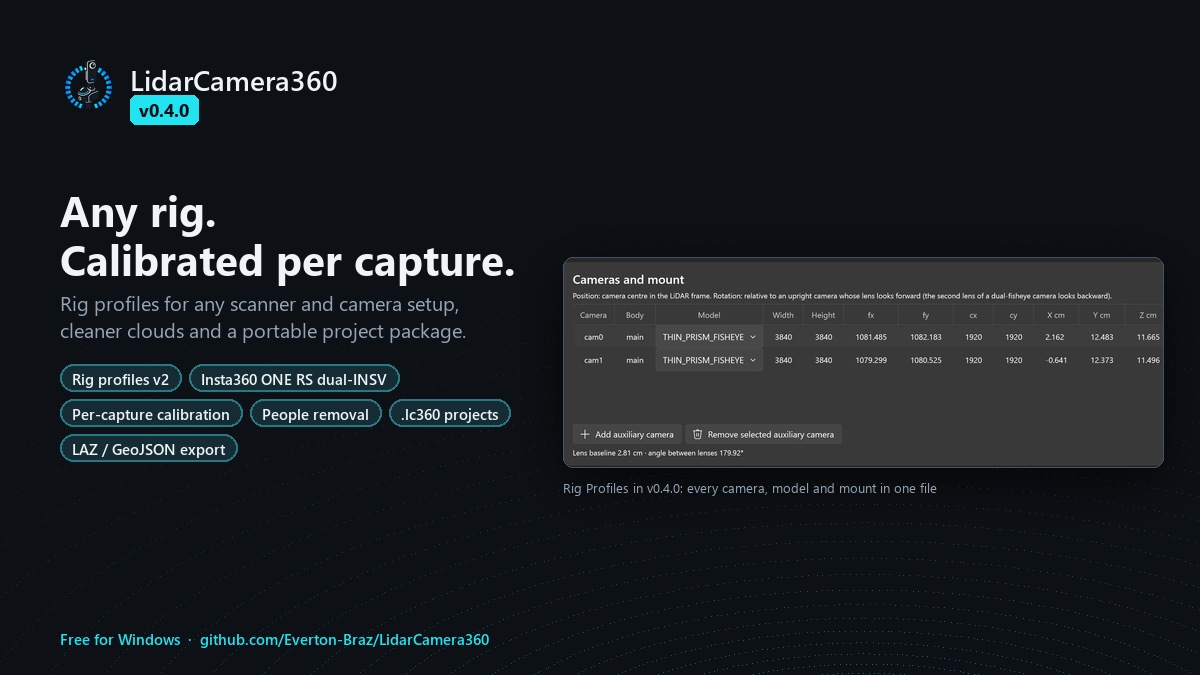 LidarCamera360
v0.4.0
Any rig.
Calibrated per capture.
Rig profiles for any scanner and camera setup,
cleaner clouds and a portable project package.
Rig profiles v2
Insta360 ONE RS dual-INSV
Per-capture calibration
People removal
.lc360 projects
LAZ / GeoJSON export
Cameras and mount
Position: camera centre in the LiDAR frame. Rotation: relative to an upright camera whose lens looks forward (the second lens of a dual-fisheye camera looks backward).
Camera Body Model Width Height fx fy cx cy X cm Y cm Z cm
cam0 main THIN_PRISM_FISHEYE 3840 3840 1081.485 1082.183 1920 1920 2.162 12.483 11.665
cam1 main THIN_PRISM_FISHEYE 3840 3840 1079.299 1080.525 1920 1920 -0.641 12.373 11.496
Add auxiliary camera Remove selected auxiliary camera
Lens baseline 2.81 cm · angle between lenses 179.92°
Rig Profiles in v0.4.0: every camera, model and mount in one file
Free for Windows · github.com/Everton-Braz/LidarCamera360